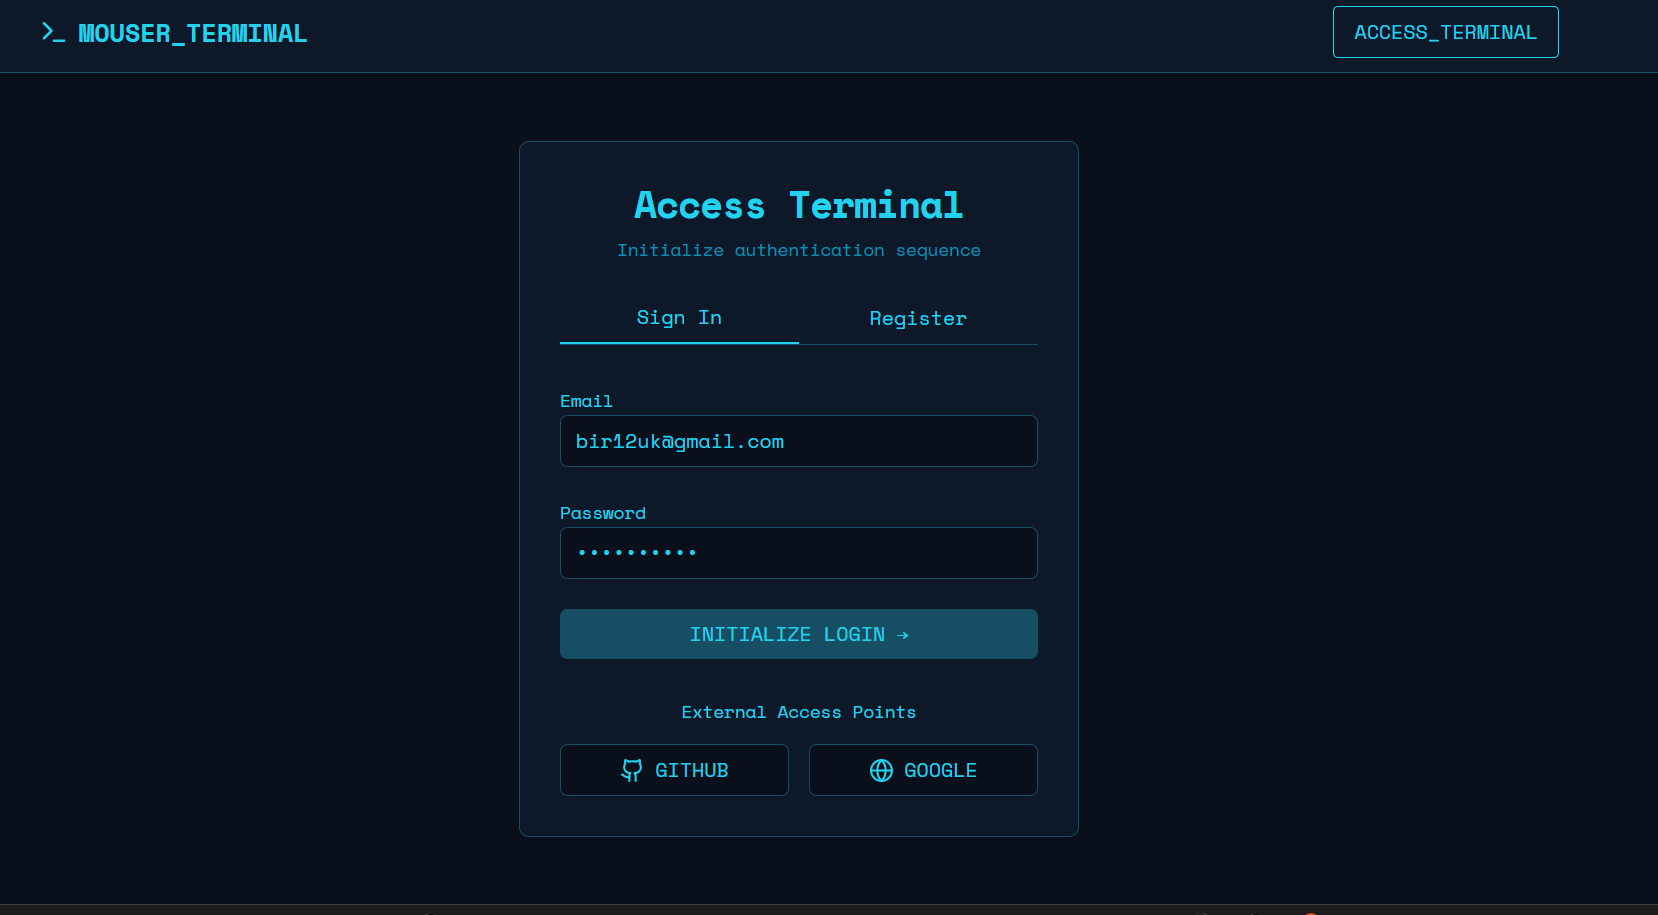 MOUSER_TERMINAL
ACCESS_TERMINAL
Access Terminal
Initialize authentication sequence
Sign In
Register
Email
bir12uk@gmail.com
Password
••••••••••
INITIALIZE LOGIN →
External Access Points
GITHUB
GOOGLE